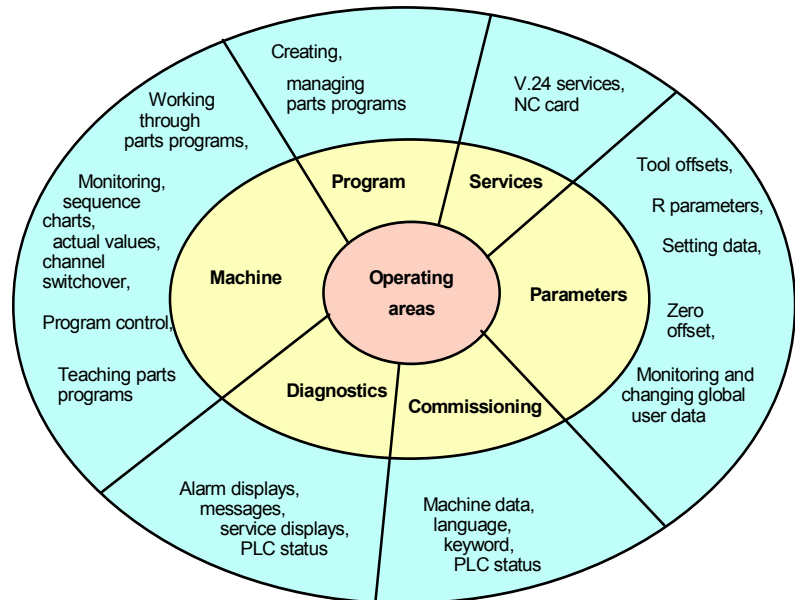 Creating,
managing
parts programs
V.24 services,
NC card
Working
through
parts programs,
Monitoring,
sequence
charts,
actual values,
channel
switchover,
Program control,
Teaching parts
programs
Tool offsets,
R parameters,
Setting data,
Zero
offset,
Monitoring and
changing global
user data
Program
Services
Machine
Operating
areas
Parameters
Diagnostics
Commissioning
Alarm displays,
messages,
service displays,
PLC status
Machine data,
language,
keyword,
PLC status